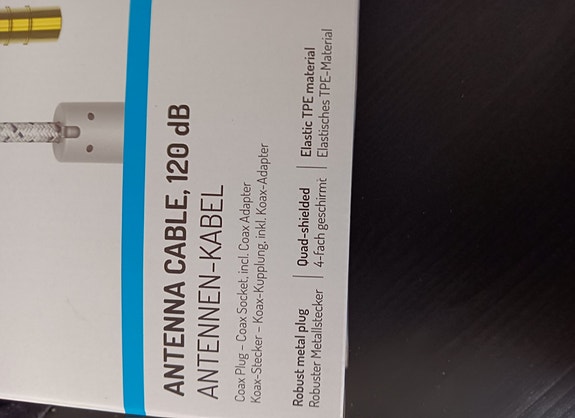 ANTENNA CABLE, 120 dB
ANTENNEN-KABEL
Coax Plug – Coax Socket, incl. Coax Adapter
Koax-Stecker – Koax-Kupplung, inkl. Koax-Adapter
Robust metal plug
Robuster Metallstecker
Quad-shielded
4-fach geschirmt
Elastic TPE material
Elastisches TPE-Material